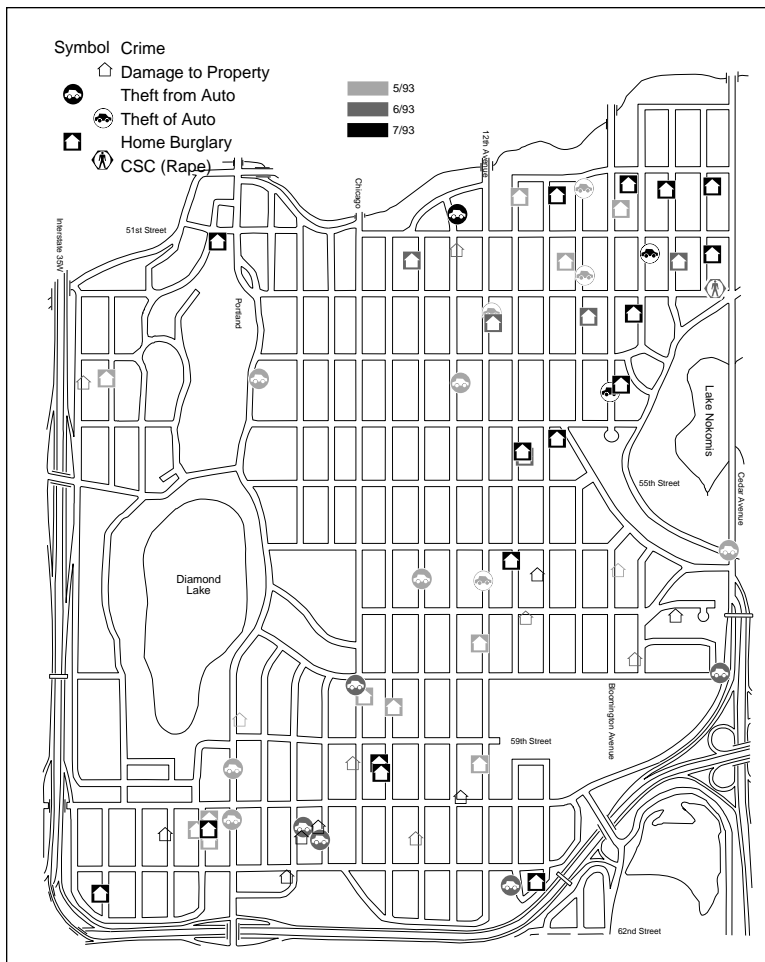 Symbol Crime
Damage to Property
Theft from Auto
Theft of Auto
Home Burglary
CSC (Rape)
5/93
6/93
7/93
12th Avenue
Chicago
Interstate 35W
51st Street
Portland
Lake Nokomis
55th Street
Cedar Avenue
Diamond
Lake
Bloomington Avenue
59th Street
62nd Street